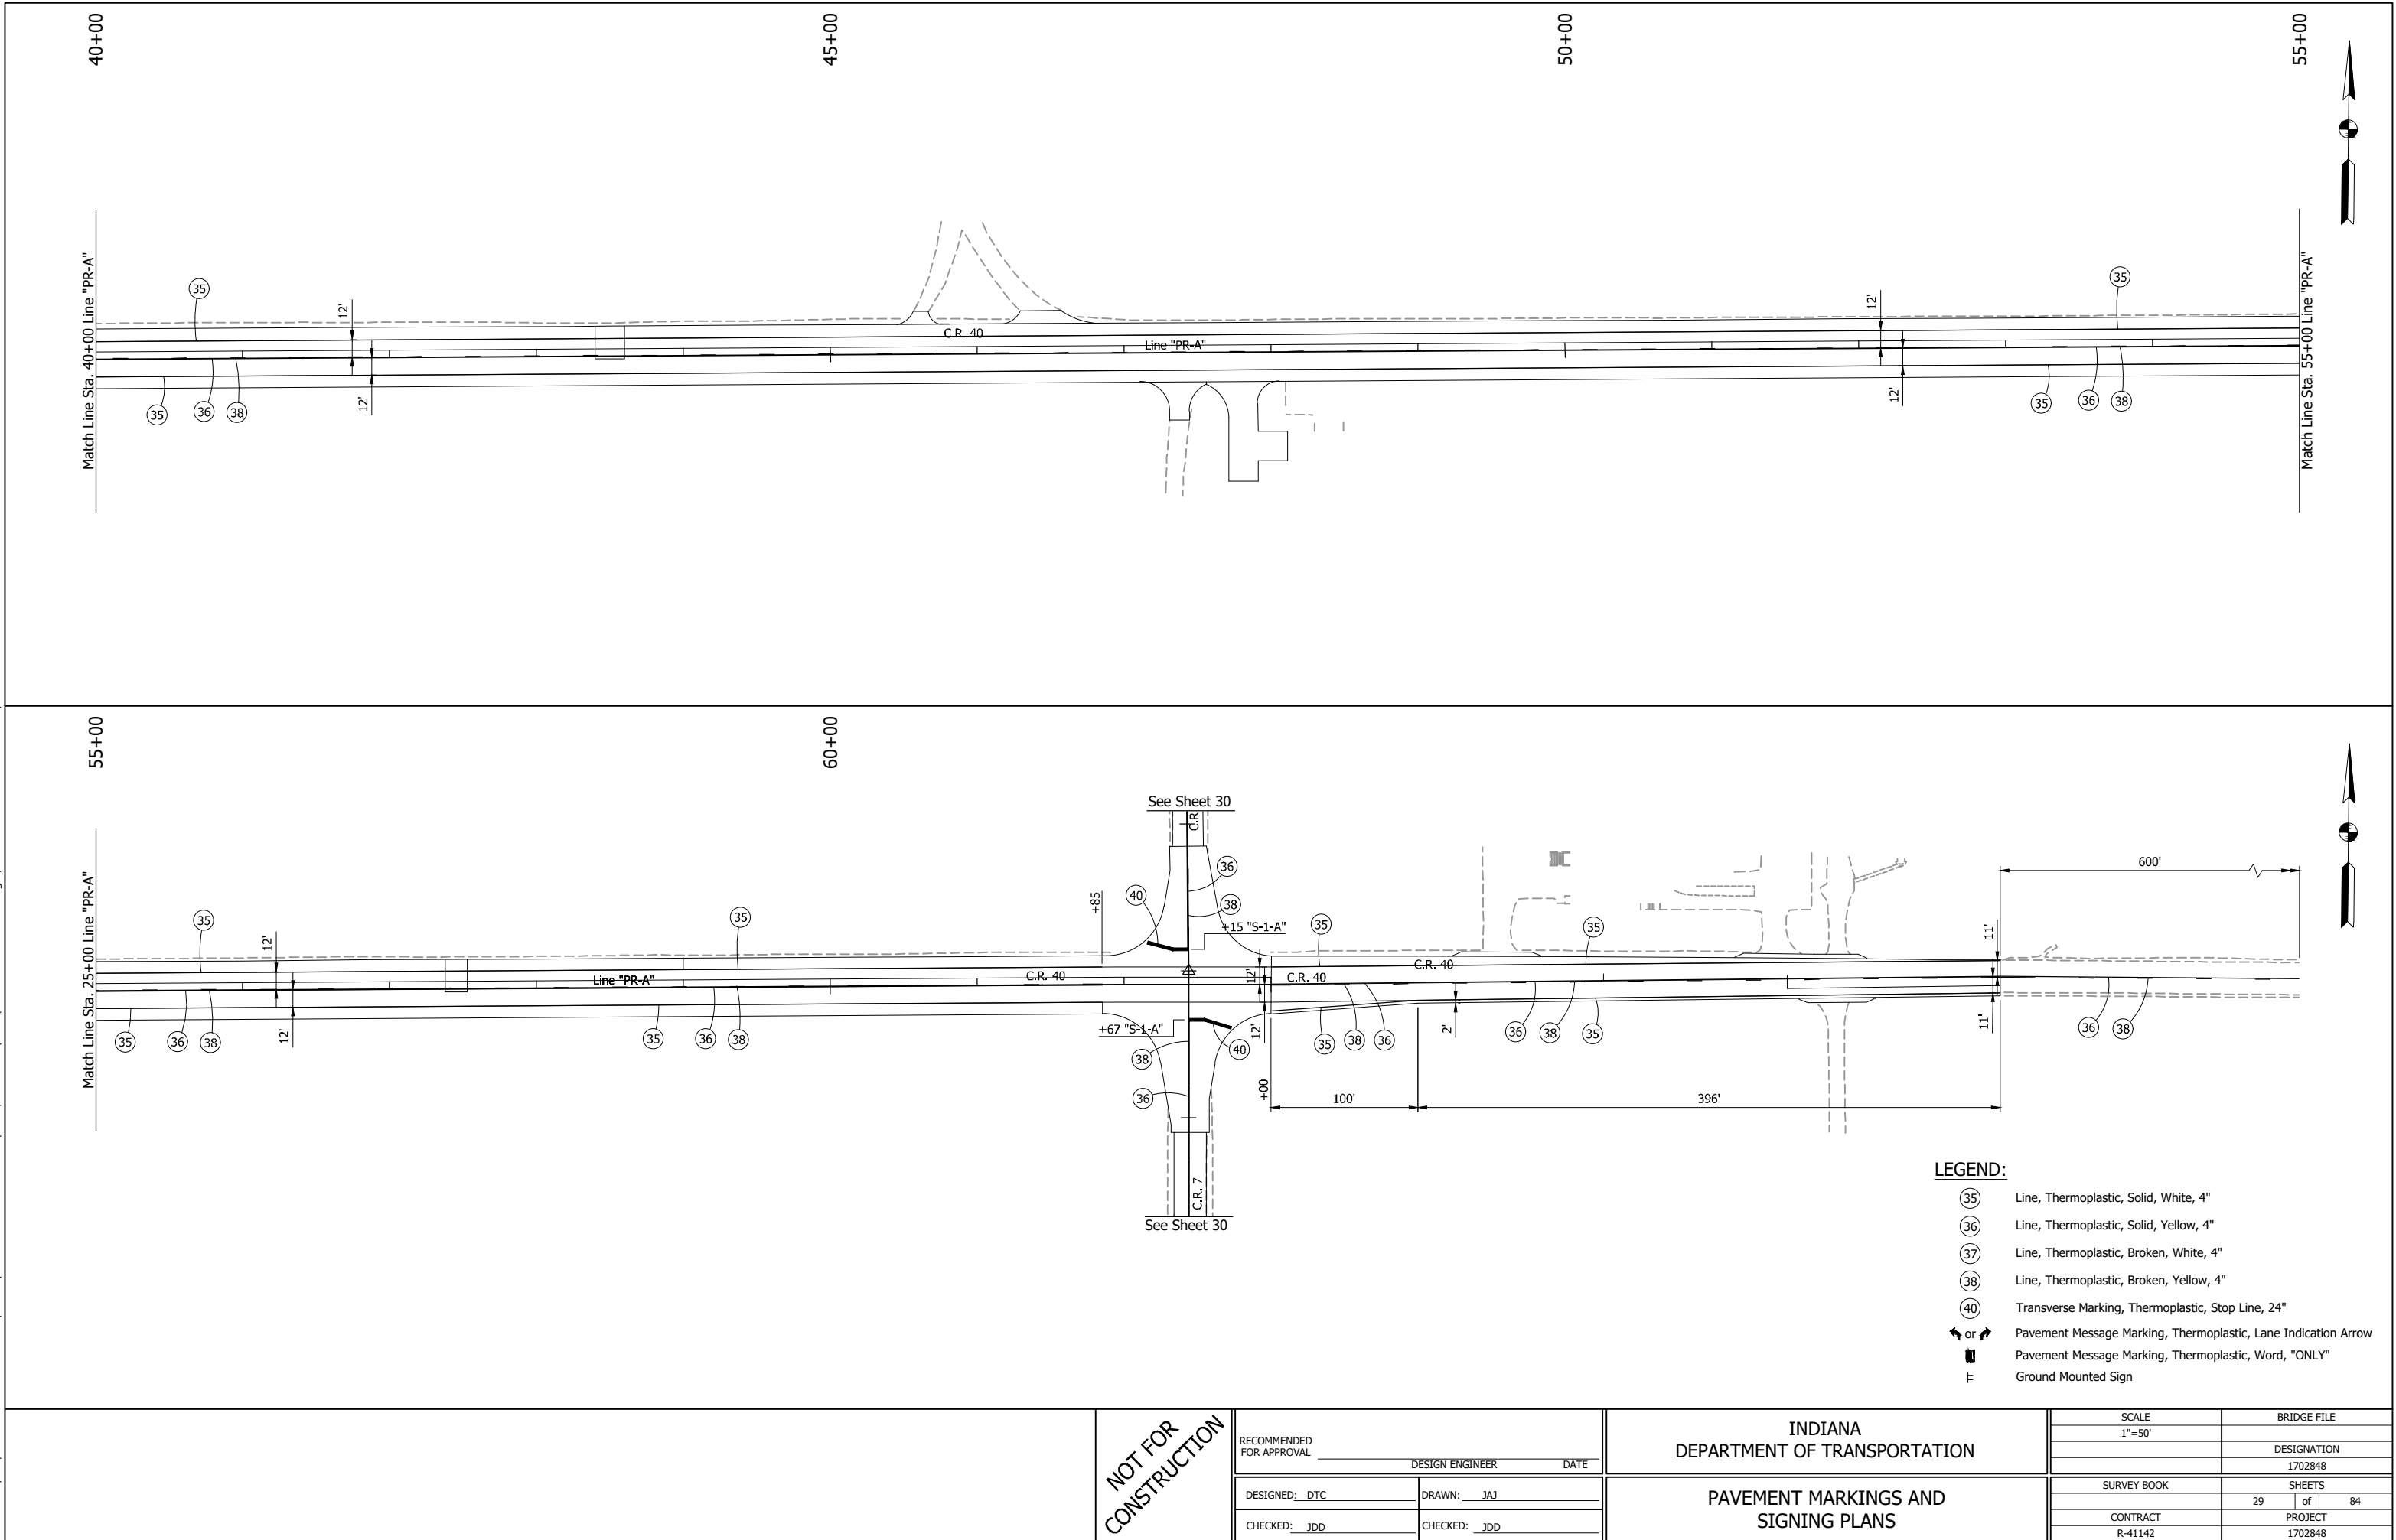 40+00
45+00
50+00
55+00
Match Line Sta. 40+00 Line "PR-A"
35
12'
12'
35
36
38
C.R. 40
Line "PR-A"
12'
12'
35
35
36
38
Match Line Sta. 55+00 Line "PR-A"
55+00
60+00
Match Line Sta. 25+00 Line "PR-A"
35
12'
12'
35
36
38
Line "PR-A"
35
35
36
38
C.R. 40
+85
See Sheet 30
C.R.
36
40
38
+15 "S-1-A"
+67 "S-1-A"
38
40
36
C.R. 7
See Sheet 30
35
12'
12'
C.R. 40
C.R. 40
35
+00
35
38
36
2'
36
38
35
100'
396'
11'
11'
600'
36
38
LEGEND:
35 Line, Thermoplastic, Solid, White, 4"
36 Line, Thermoplastic, Solid, Yellow, 4"
37 Line, Thermoplastic, Broken, White, 4"
38 Line, Thermoplastic, Broken, Yellow, 4"
40 Transverse Marking, Thermoplastic, Stop Line, 24"
or Pavement Message Marking, Thermoplastic, Lane Indication Arrow
Pavement Message Marking, Thermoplastic, Word, "ONLY"
Ground Mounted Sign
NOT FOR
CONSTRUCTION
RECOMMENDED
FOR APPROVAL
DESIGN ENGINEER DATE
DESIGNED: DTC
DRAWN: JAJ
CHECKED: JDD
CHECKED: JDD
INDIANA
DEPARTMENT OF TRANSPORTATION
PAVEMENT MARKINGS AND
SIGNING PLANS
SCALE
1"=50'
BRIDGE FILE
DESIGNATION
1702848
SURVEY BOOK
SHEETS
29 of 84
CONTRACT
R-41142
PROJECT
1702848